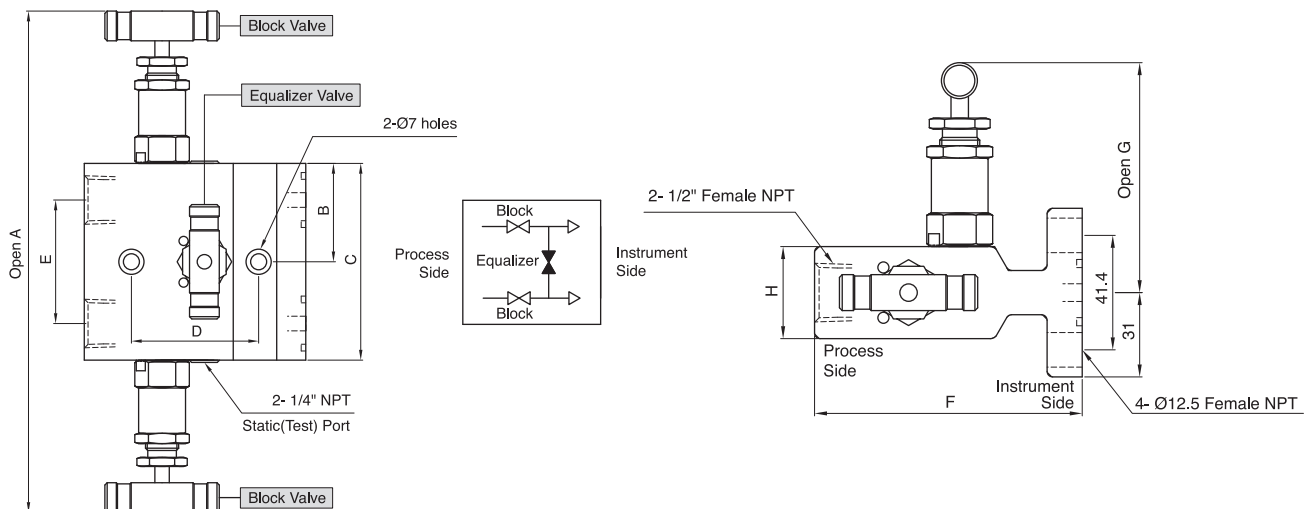 Block Valve
Equalizer Valve
2-Ø7 holes
Open A
E
B
C
D
2- 1/4" NPT
Static(Test) Port
Block Valve
Process
Side
Block
Equalizer
Block
Instrument
Side
2- 1/2" Female NPT
Open G
H
41.4
31
Process
Side
Instrument
Side
F
4- Ø12.5 Female NPT